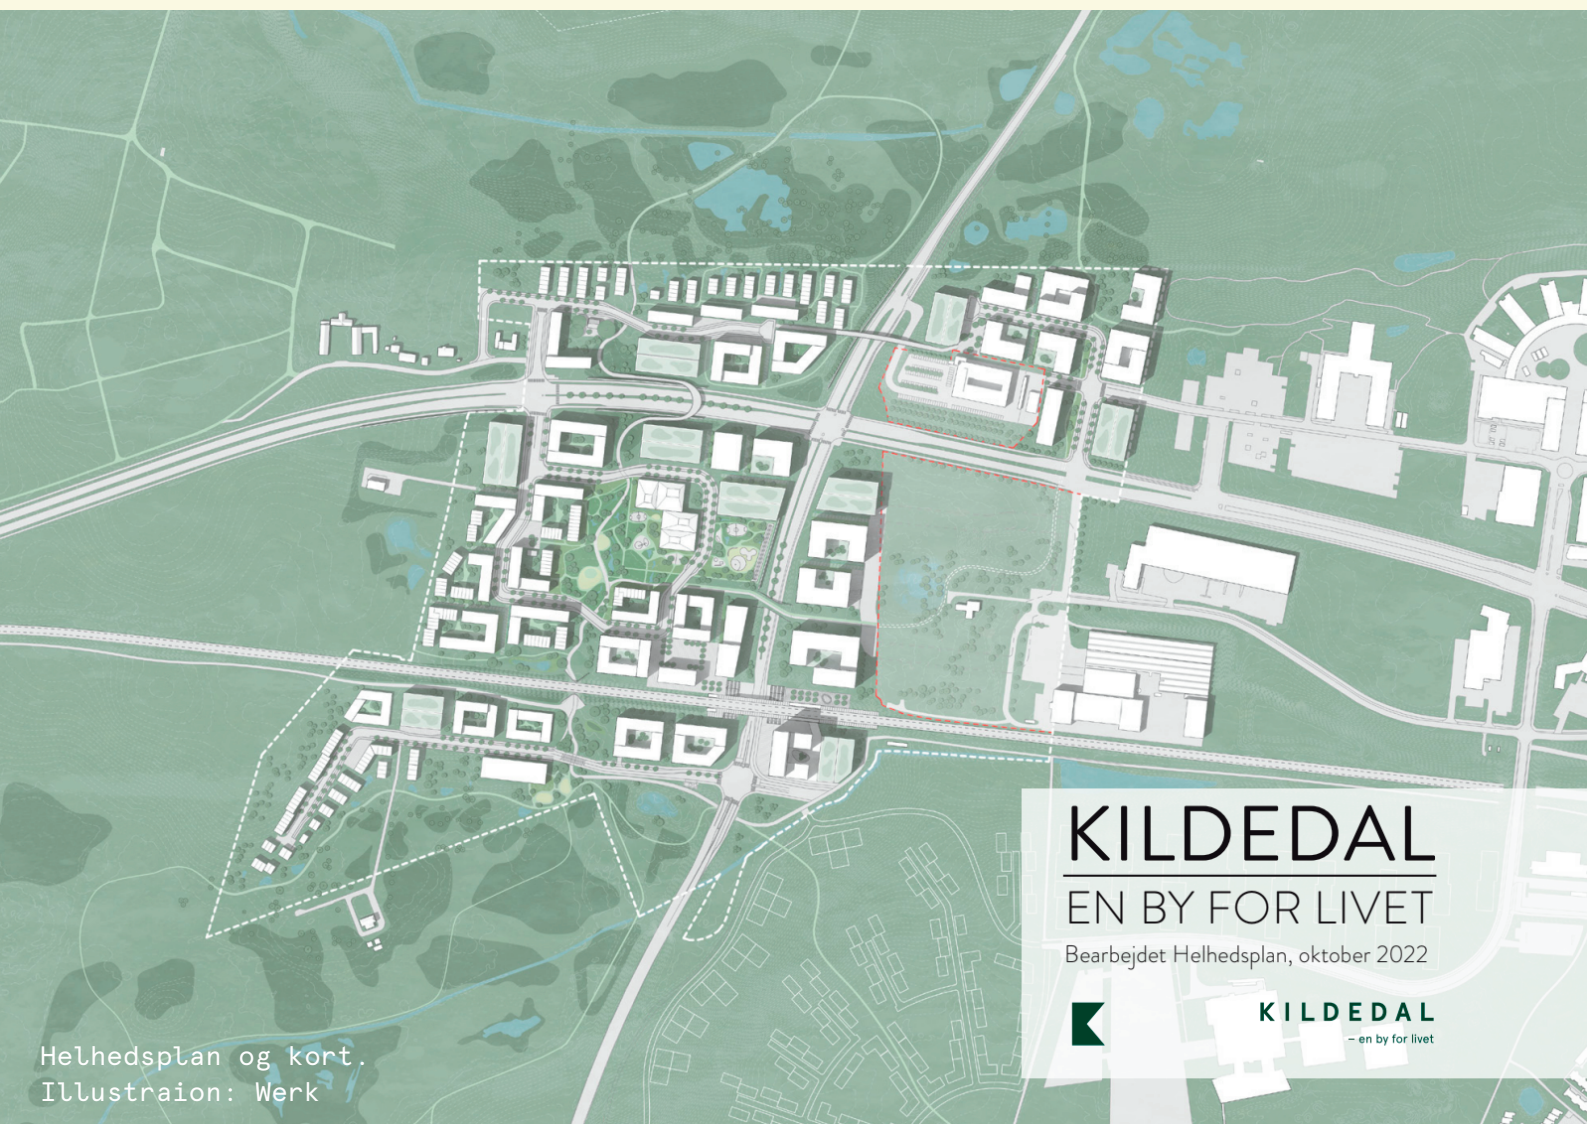 KILDEDAL
EN BY FOR LIVET
Bearbejdet Helhedsplan, oktober 2022
KILDEDAL
– en by for livet
Helhedsplan og kort.
Illustraion: Werk